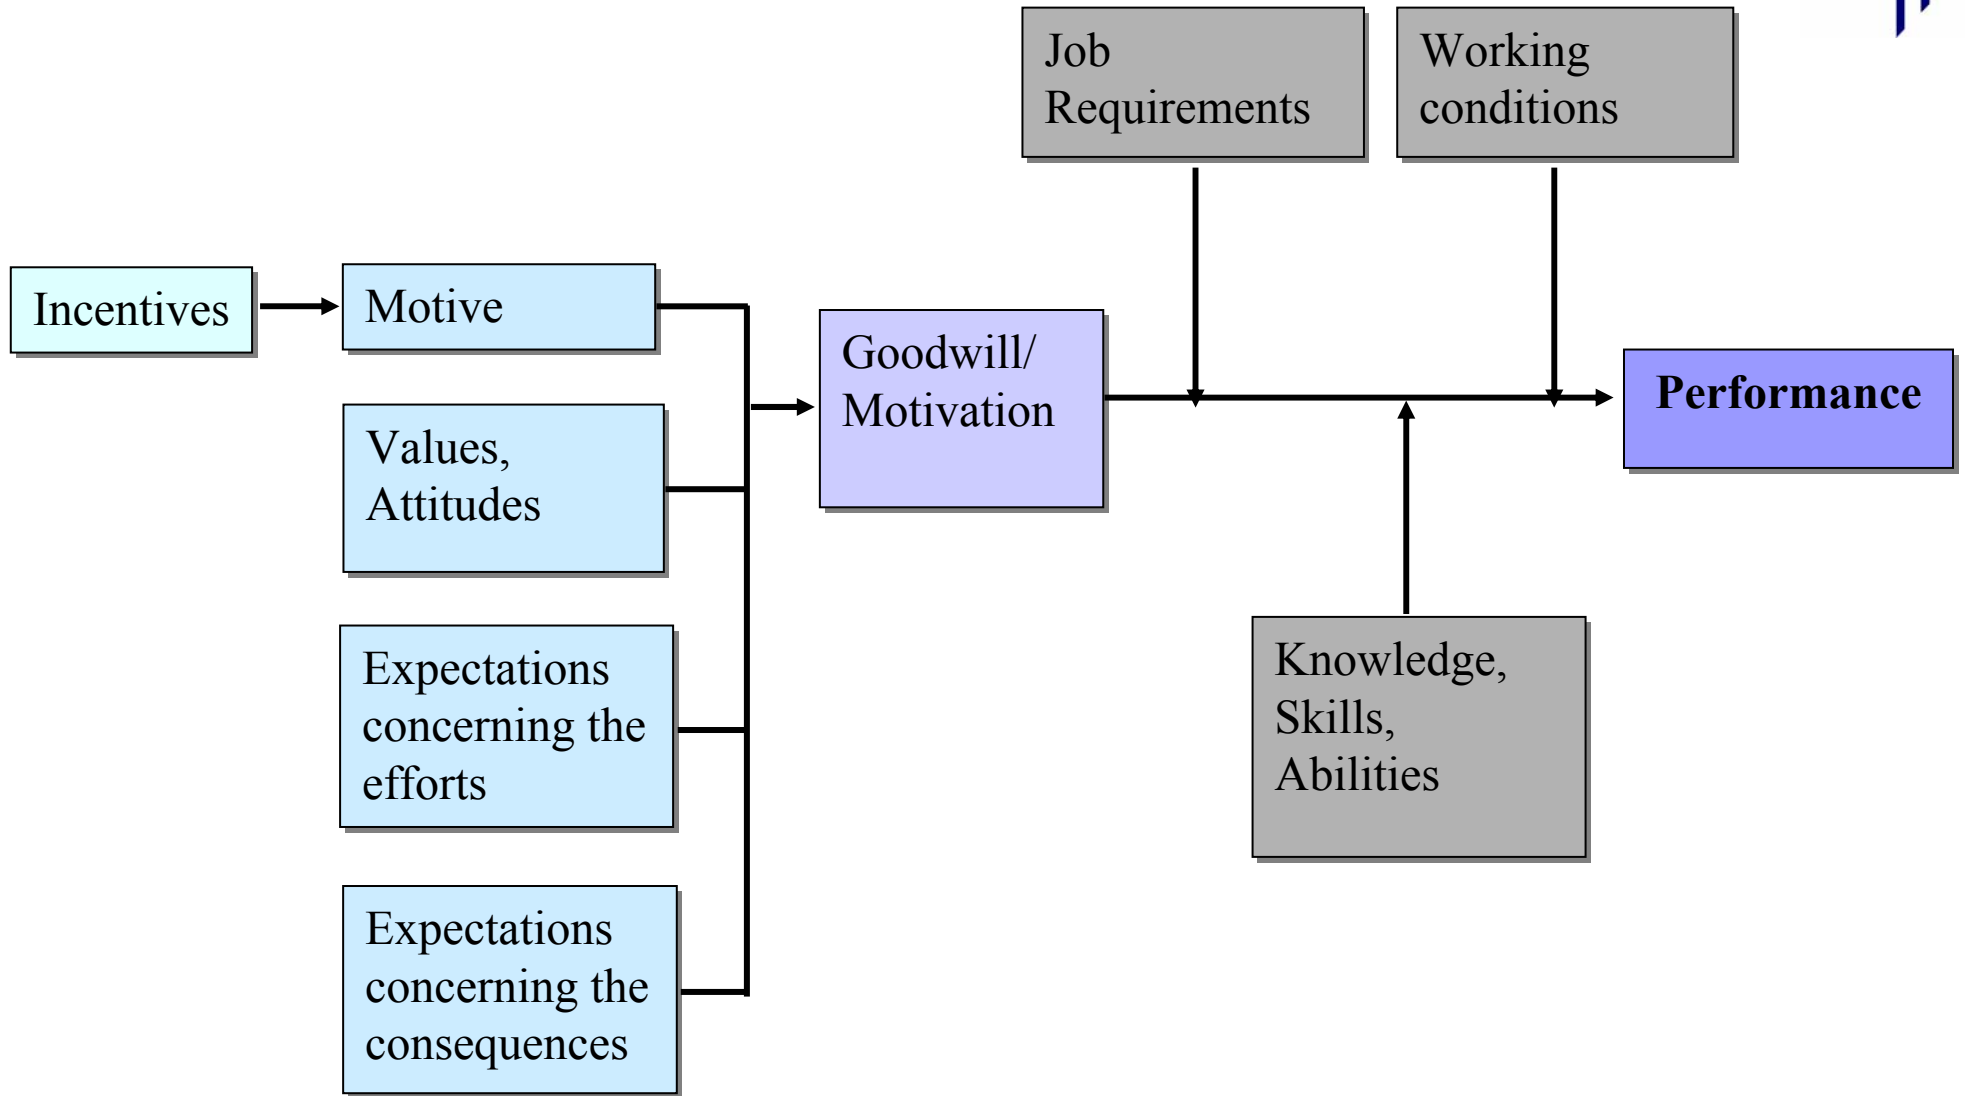 Job
Requirements
Working
conditions
Incentives
Motive
Goodwill/
Motivation
Performance
Values,
Attitudes
Expectations
concerning the
efforts
Knowledge,
Skills,
Abilities
Expectations
concerning the
consequences